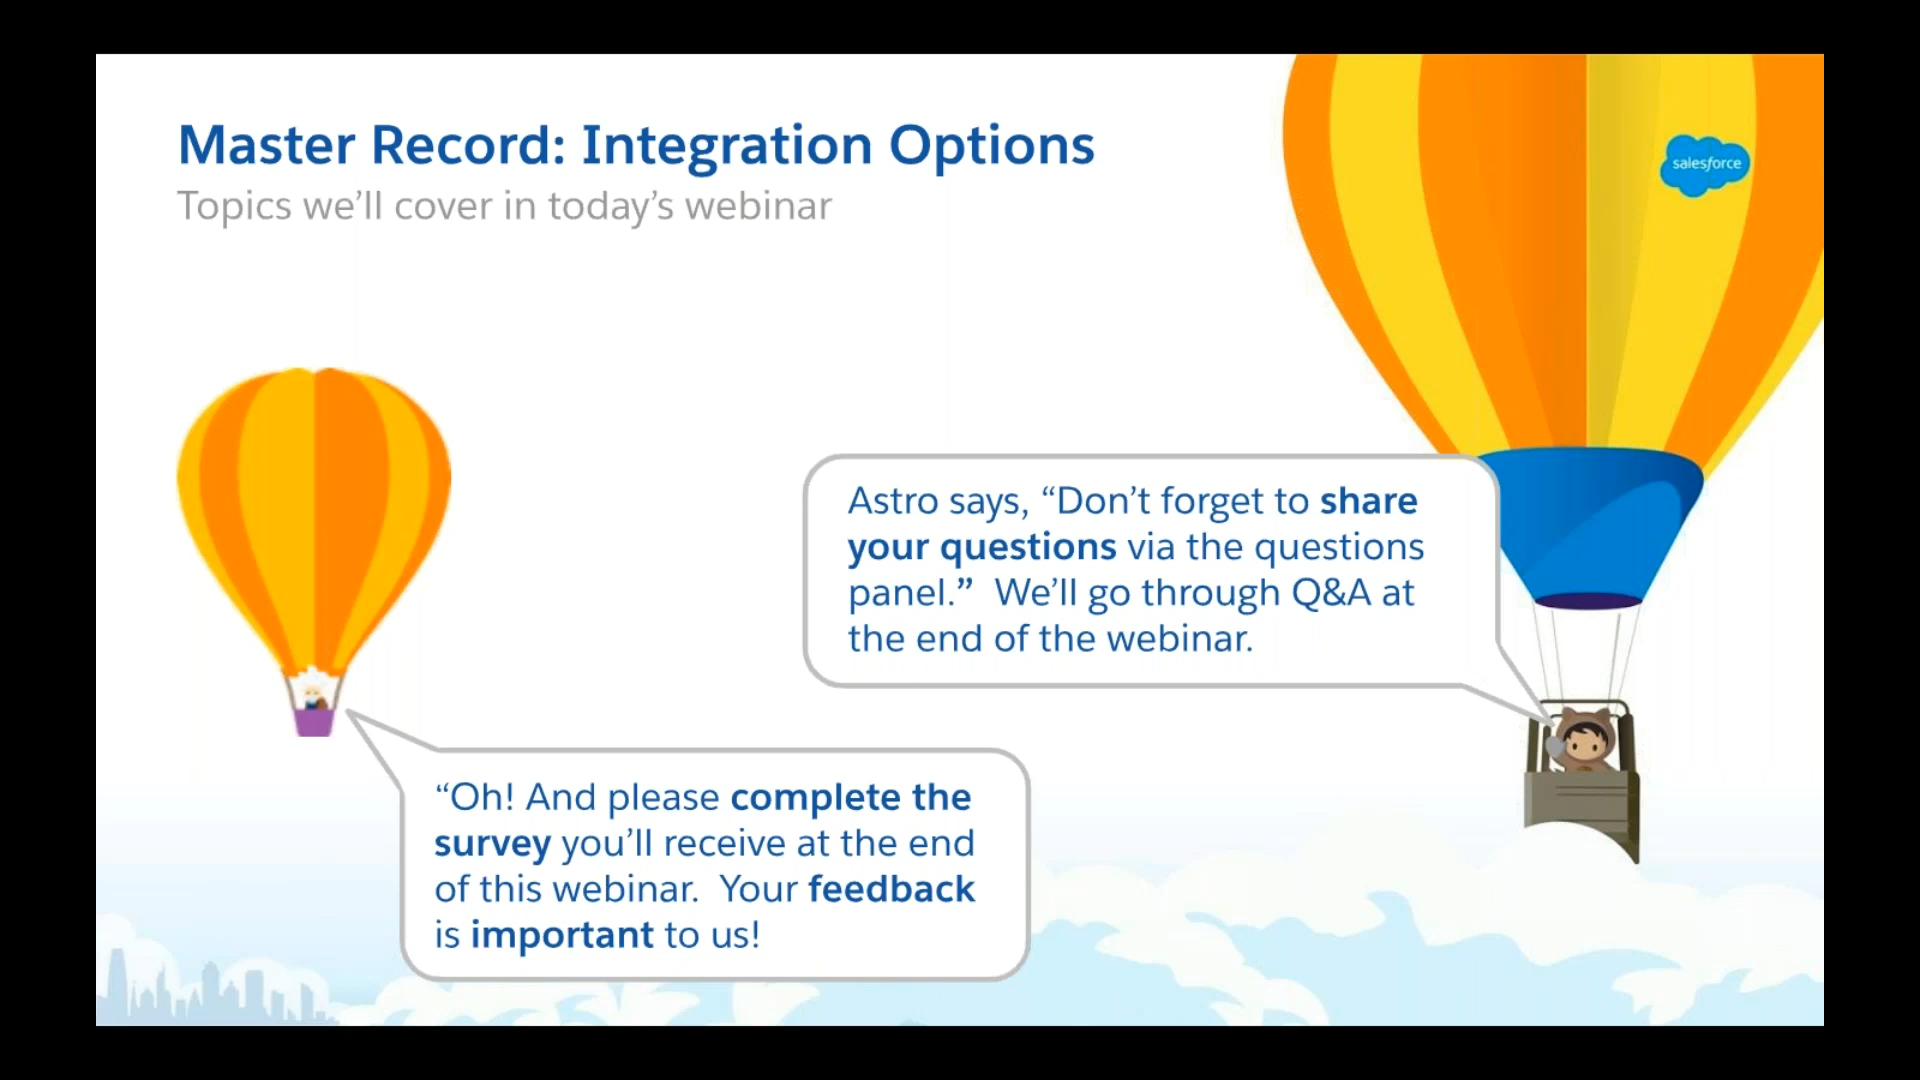 Master Record: Integration Options
Topics we’ll cover in today’s webinar
salesforce
Astro says, “Don’t forget to share
your questions via the questions
panel.”  We’ll go through Q&A at
the end of the webinar.
“Oh! And please complete the
survey you’ll receive at the end
of this webinar.  Your feedback
is important to us!